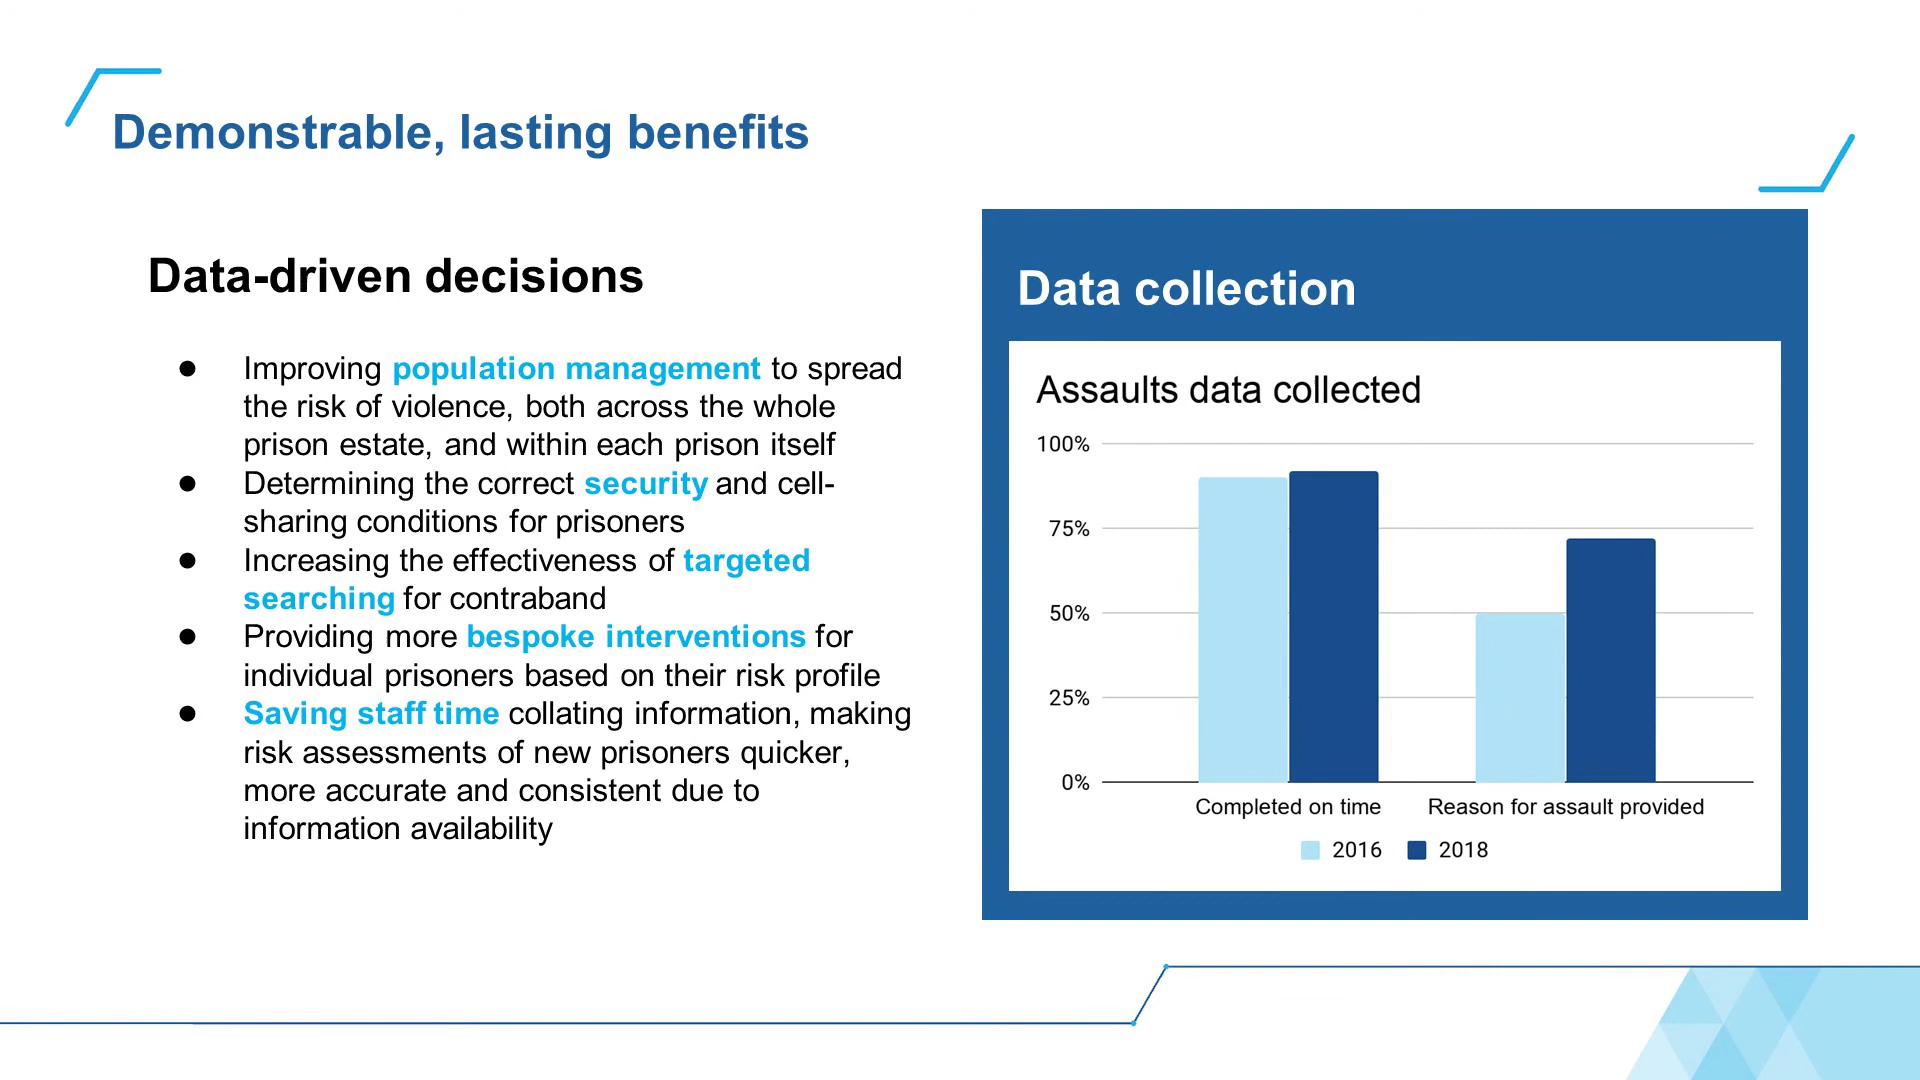 Demonstrable, lasting benefits
Data-driven decisions
● Improving population management to spread
the risk of violence, both across the whole
prison estate, and within each prison itself
● Determining the correct security and cell-
sharing conditions for prisoners
● Increasing the effectiveness of targeted
searching for contraband
● Providing more bespoke interventions for
individual prisoners based on their risk profile
● Saving staff time collating information, making
risk assessments of new prisoners quicker,
more accurate and consistent due to
information availability
Data collection
Assaults data collected
100%
75%
50%
25%
0%
Completed on time Reason for assault provided
2016 2018